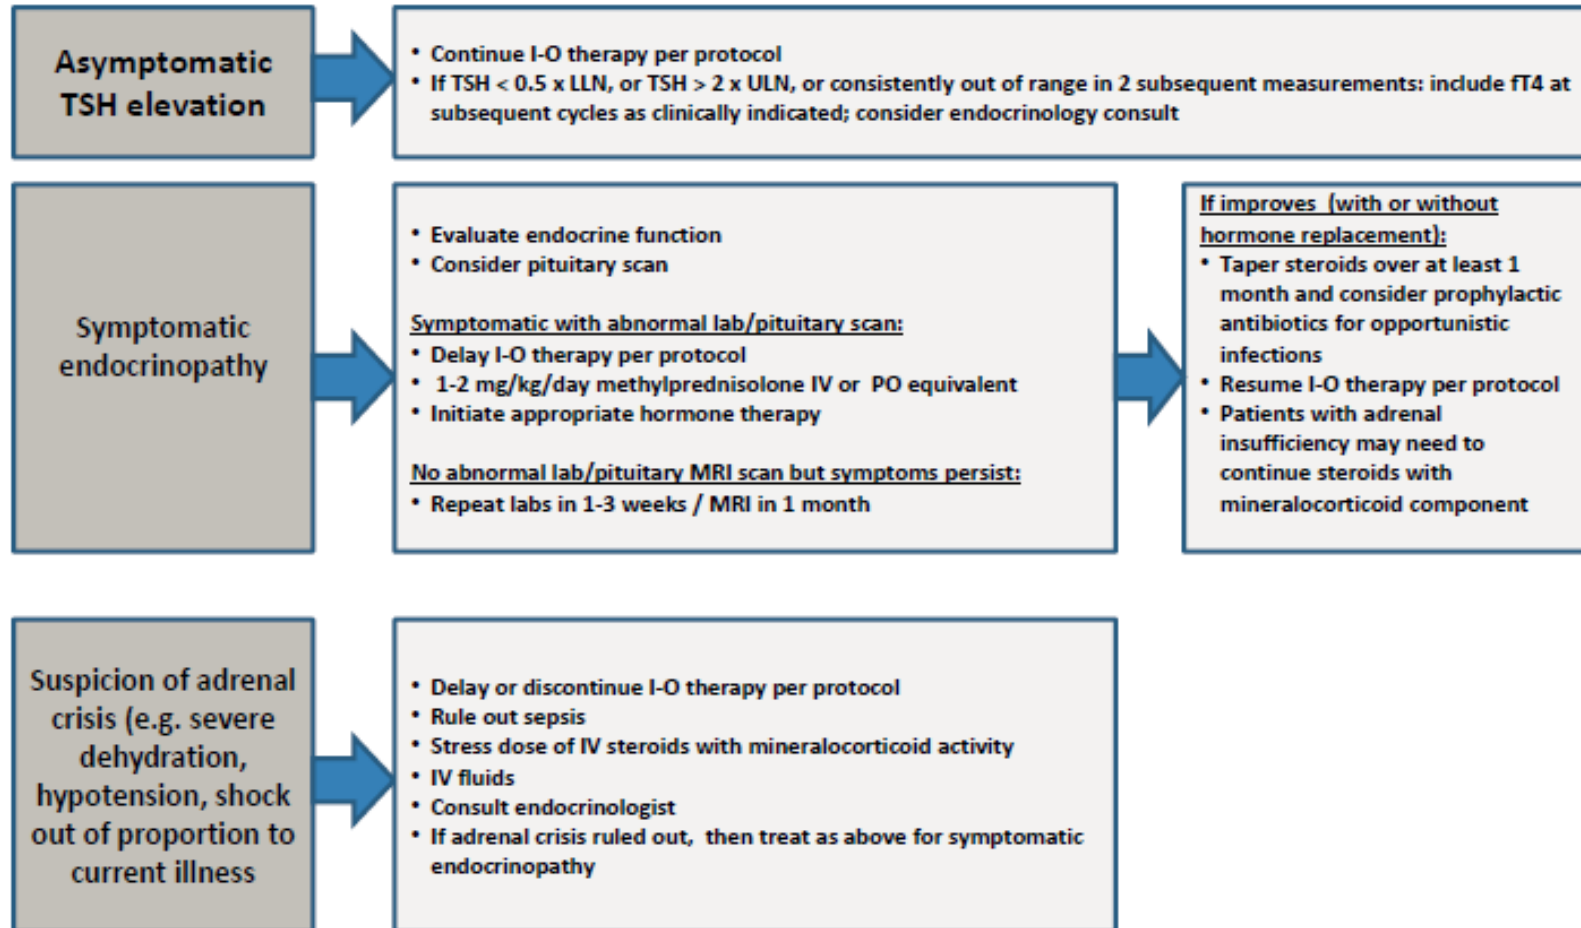 Asymptomatic
TSH elevation
• Continue I-O therapy per protocol
• If TSH < 0.5 x LLN, or TSH > 2 x ULN, or consistently out of range in 2 subsequent measurements: include fT4 at
subsequent cycles as clinically indicated; consider endocrinology consult
Symptomatic
endocrinopathy
• Evaluate endocrine function
• Consider pituitary scan
Symptomatic with abnormal lab/pituitary scan:
• Delay I-O therapy per protocol
• 1-2 mg/kg/day methylprednisolone IV or PO equivalent
• Initiate appropriate hormone therapy
No abnormal lab/pituitary MRI scan but symptoms persist:
• Repeat labs in 1-3 weeks / MRI in 1 month
If improves (with or without
hormone replacement):
• Taper steroids over at least 1
month and consider prophylactic
antibiotics for opportunistic
infections
• Resume I-O therapy per protocol
• Patients with adrenal
insufficiency may need to
continue steroids with
mineralocorticoid component
Suspicion of adrenal
crisis (e.g. severe
dehydration,
hypotension, shock
out of proportion to
current illness
• Delay or discontinue I-O therapy per protocol
• Rule out sepsis
• Stress dose of IV steroids with mineralocorticoid activity
• IV fluids
• Consult endocrinologist
• If adrenal crisis ruled out, then treat as above for symptomatic
endocrinopathy